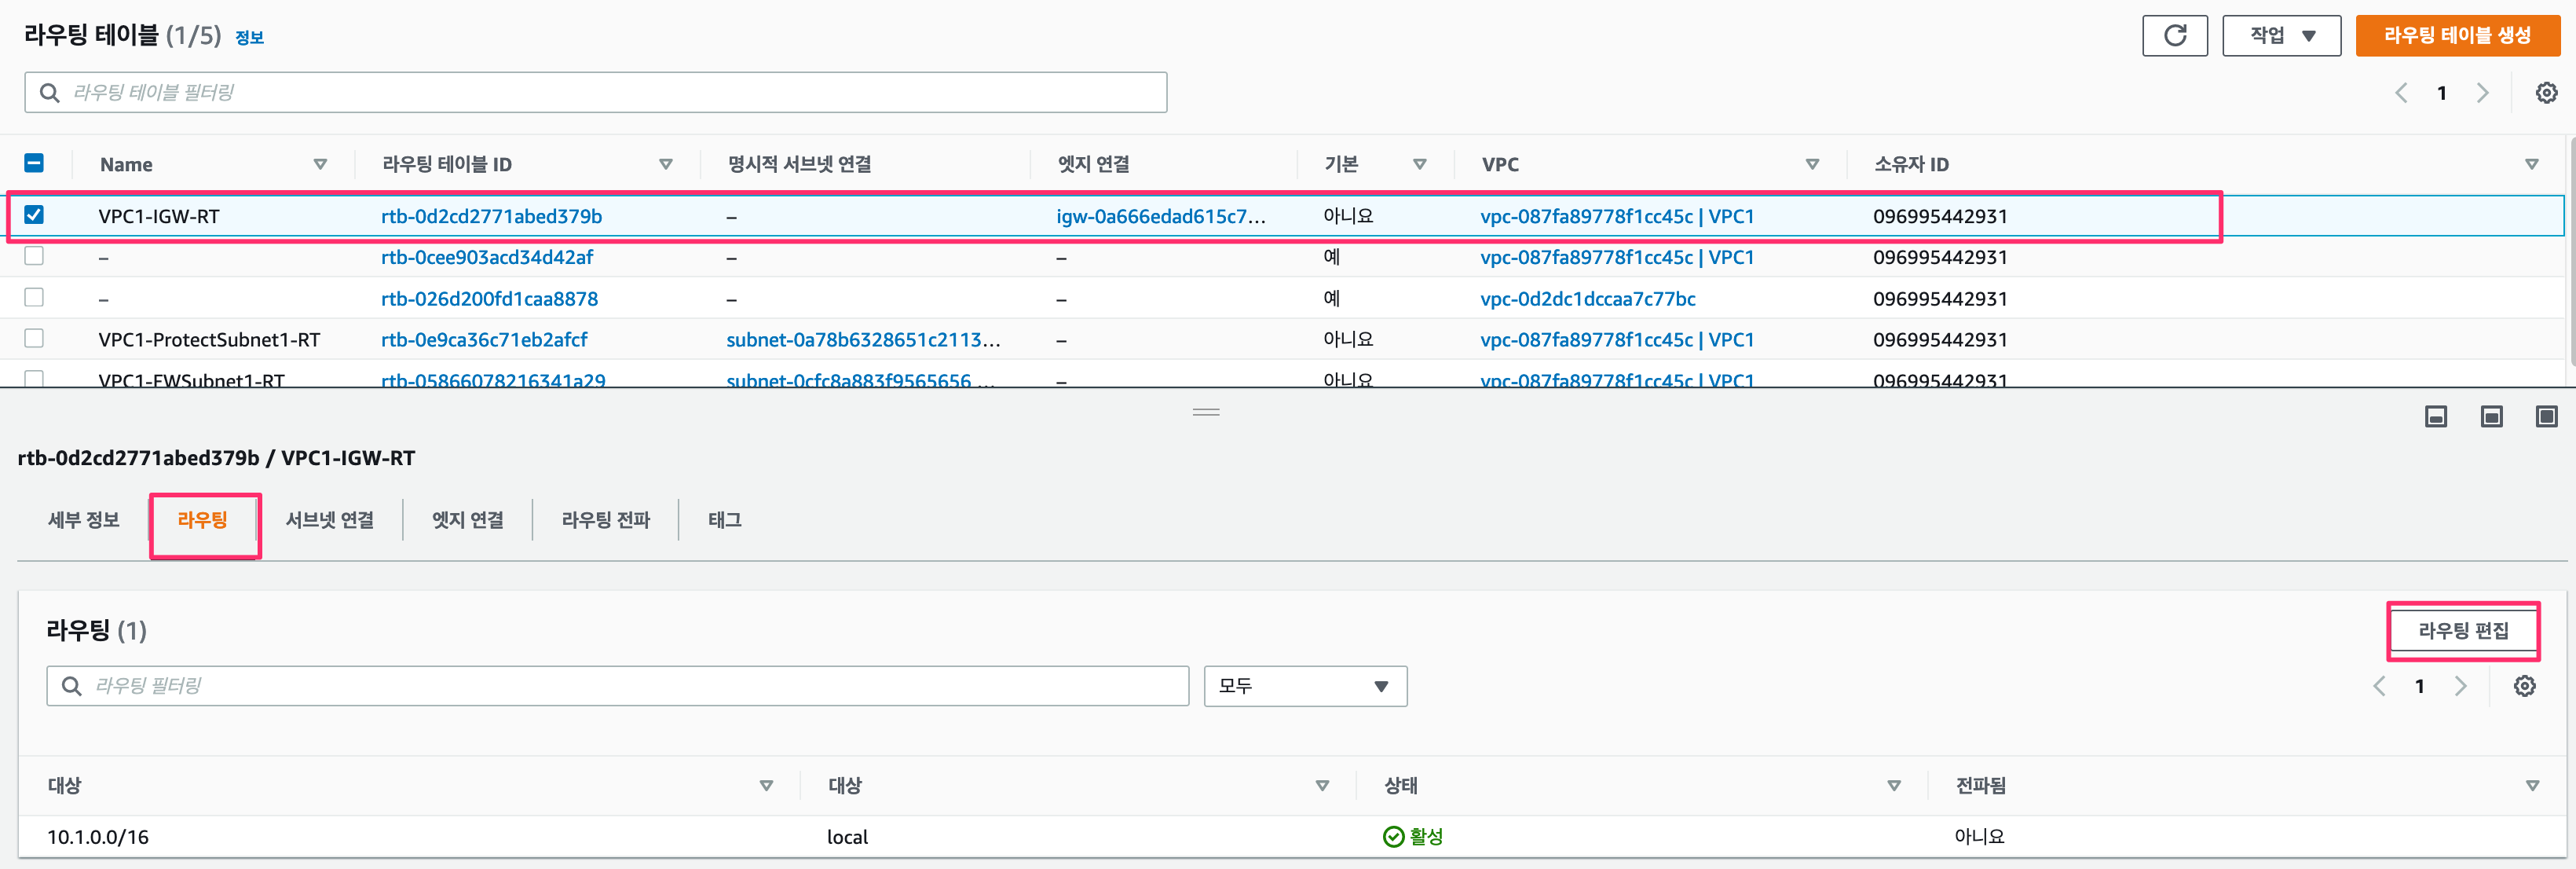 라우팅 테이블 (1/5) 정보
작업
라우팅 테이블 생성
라우팅 테이블 필터링
1
Name 라우팅 테이블 ID 명시적 서브넷 연결 엣지 연결 기본 VPC 소유자 ID
VPC1-IGW-RT rtb-0d2cd2771abed379b – igw-0a666edad615c7... 아니요 vpc-087fa89778f1cc45c | VPC1 096995442931
– rtb-0cee903acd34d42af – – 예 vpc-087fa89778f1cc45c | VPC1 096995442931
– rtb-026d200fd1caa8878 – – 예 vpc-0d2dc1dccaa7c77bc 096995442931
VPC1-ProtectSubnet1-RT rtb-0e9ca36c71eb2afcf subnet-0a78b6328651c2113... – 아니요 vpc-087fa89778f1cc45c | VPC1 096995442931
VPC1-FWSubnet1-RT rtb-05866078216341a29 subnet-0cfc8a883f9565656 ... – 아니요 vpc-087fa89778f1cc45c | VPC1 096995442931
rtb-0d2cd2771abed379b / VPC1-IGW-RT
세부 정보 라우팅 서브넷 연결 엣지 연결 라우팅 전파 태그
라우팅 (1)
라우팅 편집
라우팅 필터링
모두
1
대상 대상 상태 전파됨
10.1.0.0/16 local 활성 아니요